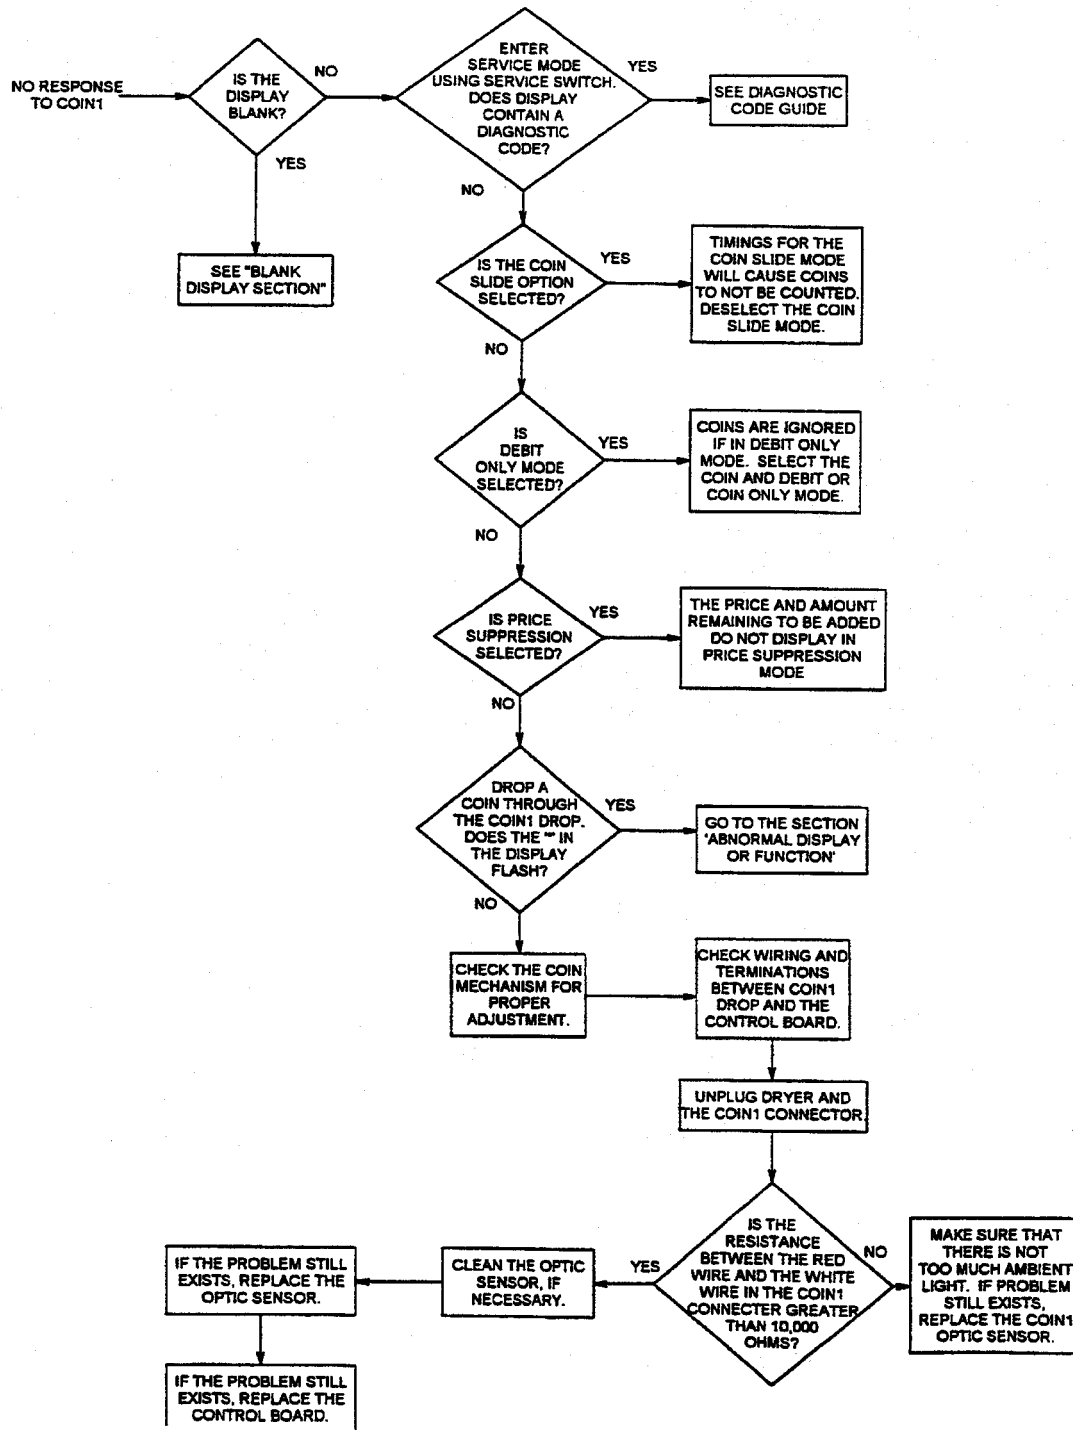 NO RESPONSE
TO COIN1
IS THE
DISPLAY
BLANK?
NO
YES
SEE "BLANK
DISPLAY SECTION"
ENTER
SERVICE MODE
USING SERVICE SWITCH.
DOES DISPLAY
CONTAIN A
DIAGNOSTIC
CODE?
YES
SEE DIAGNOSTIC
CODE GUIDE
NO
IS THE COIN
SLIDE OPTION
SELECTED?
YES
TIMINGS FOR THE
COIN SLIDE MODE
WILL CAUSE COINS
TO NOT BE COUNTED.
DESELECT THE COIN
SLIDE MODE.
NO
IS
DEBIT
ONLY MODE
SELECTED?
YES
COINS ARE IGNORED
IF IN DEBIT ONLY
MODE. SELECT THE
COIN AND DEBIT OR
COIN ONLY MODE.
NO
IS PRICE
SUPPRESSION
SELECTED?
YES
THE PRICE AND AMOUNT
REMAINING TO BE ADDED
DO NOT DISPLAY IN
PRICE SUPPRESSION
MODE
NO
DROP A
COIN THROUGH
THE COIN1 DROP.
DOES THE "" IN
THE DISPLAY
FLASH?
YES
GO TO THE SECTION
'ABNORMAL DISPLAY
OR FUNCTION'
NO
CHECK THE COIN
MECHANISM FOR
PROPER
ADJUSTMENT.
CHECK WIRING AND
TERMINATIONS
BETWEEN COIN1
DROP AND THE
CONTROL BOARD.
UNPLUG DRYER AND
THE COIN1 CONNECTOR.
IS THE
RESISTANCE
BETWEEN THE RED
WIRE AND THE WHITE
WIRE IN THE COIN1
CONNECTER GREATER
THAN 10,000
OHMS?
NO
MAKE SURE THAT
THERE IS NOT
TOO MUCH AMBIENT
LIGHT. IF PROBLEM
STILL EXISTS,
REPLACE THE COIN1
OPTIC SENSOR.
YES
CLEAN THE OPTIC
SENSOR, IF
NECESSARY.
IF THE PROBLEM STILL
EXISTS, REPLACE THE
OPTIC SENSOR.
IF THE PROBLEM STILL
EXISTS, REPLACE THE
CONTROL BOARD.